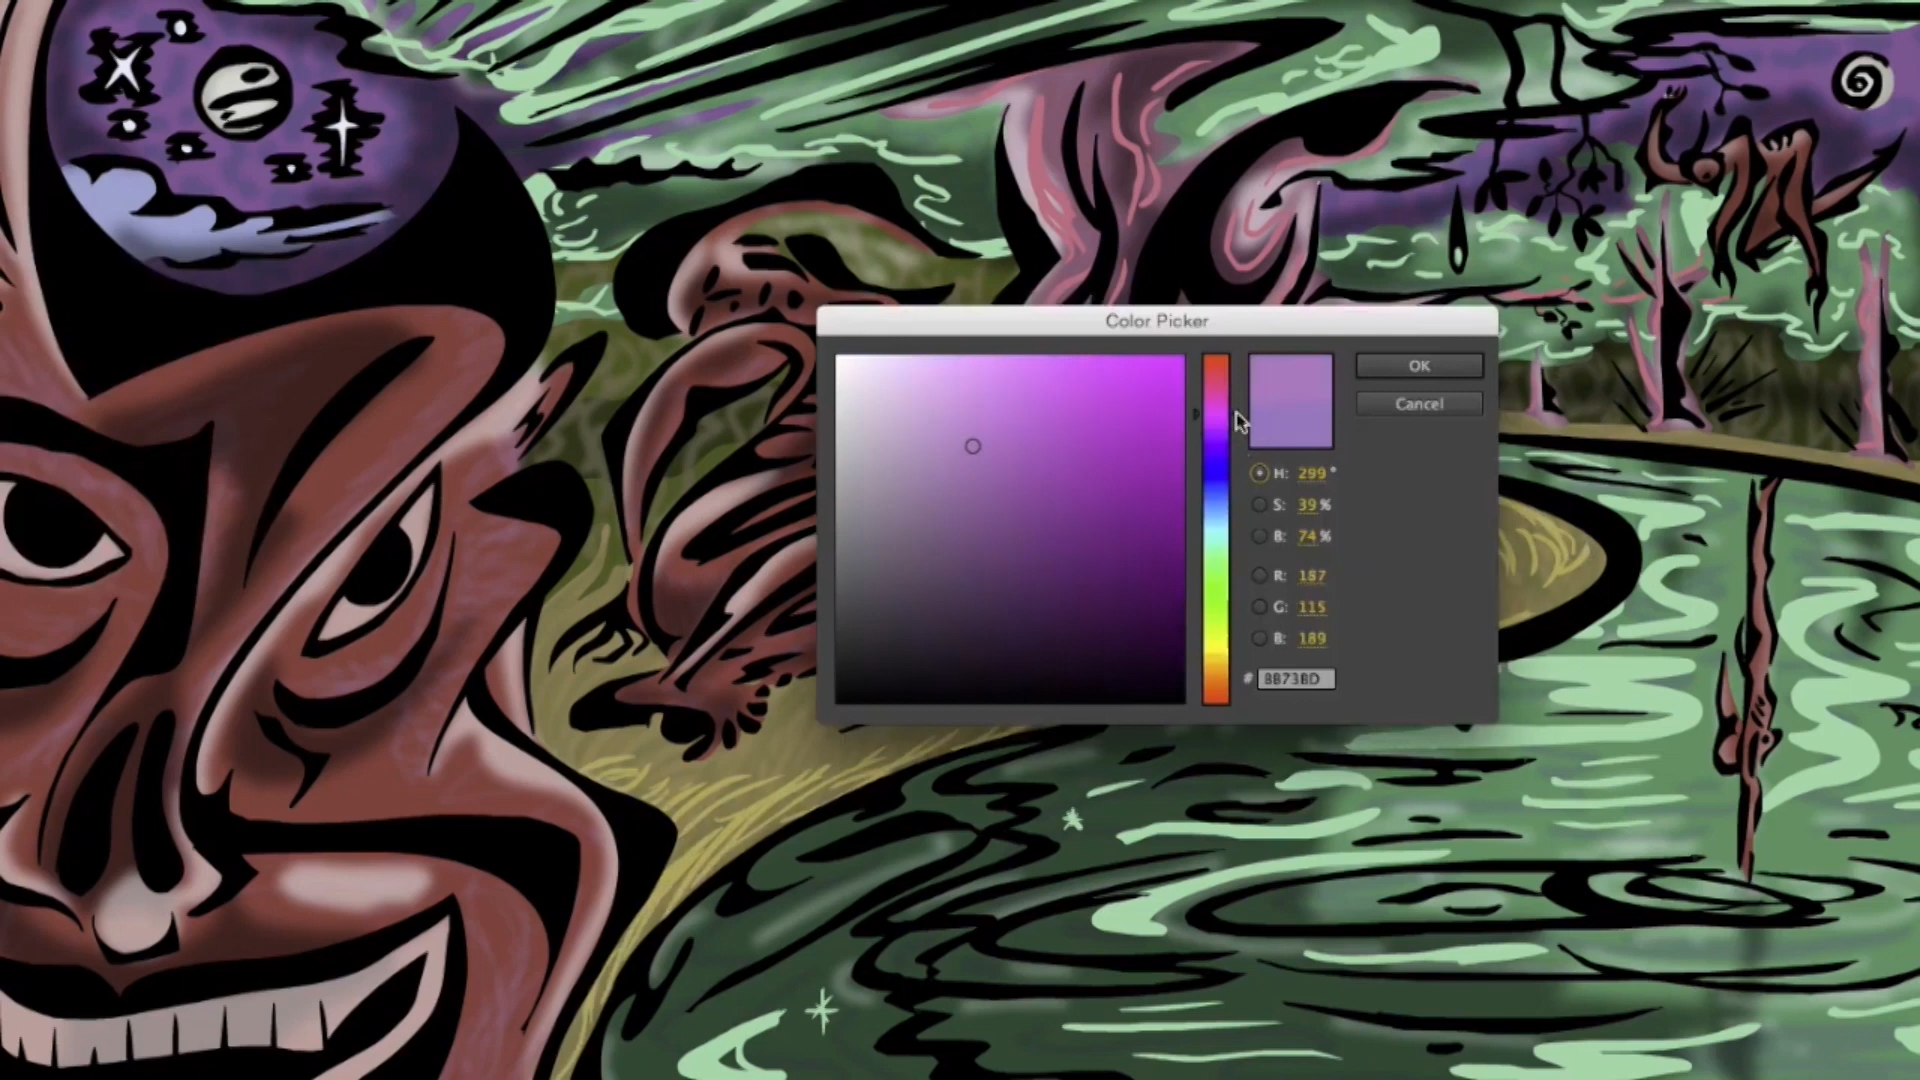 Color Picker
OK
Cancel
H: 299 °
S: 39 %
B: 74 %
R: 187
G: 115
B: 189
# BB73BD